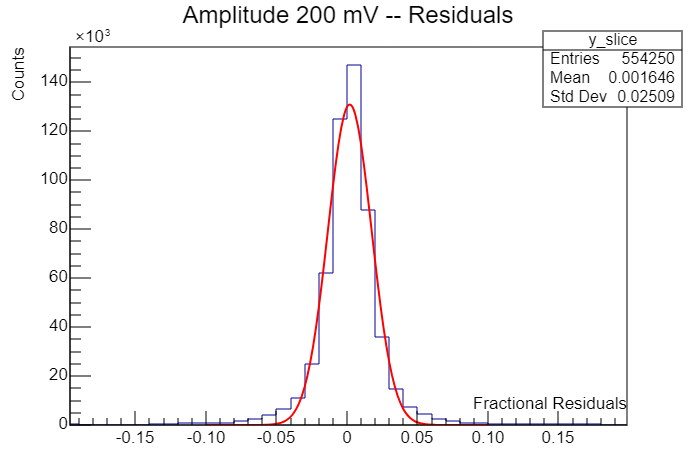 Amplitude 200 mV -- Residuals
×10³
y_slice
Entries 554250
Mean 0.001646
Std Dev 0.02509
Counts
140
120
100
80
60
40
20
0
Fractional Residuals
-0.15 -0.10 -0.05 0 0.05 0.10 0.15